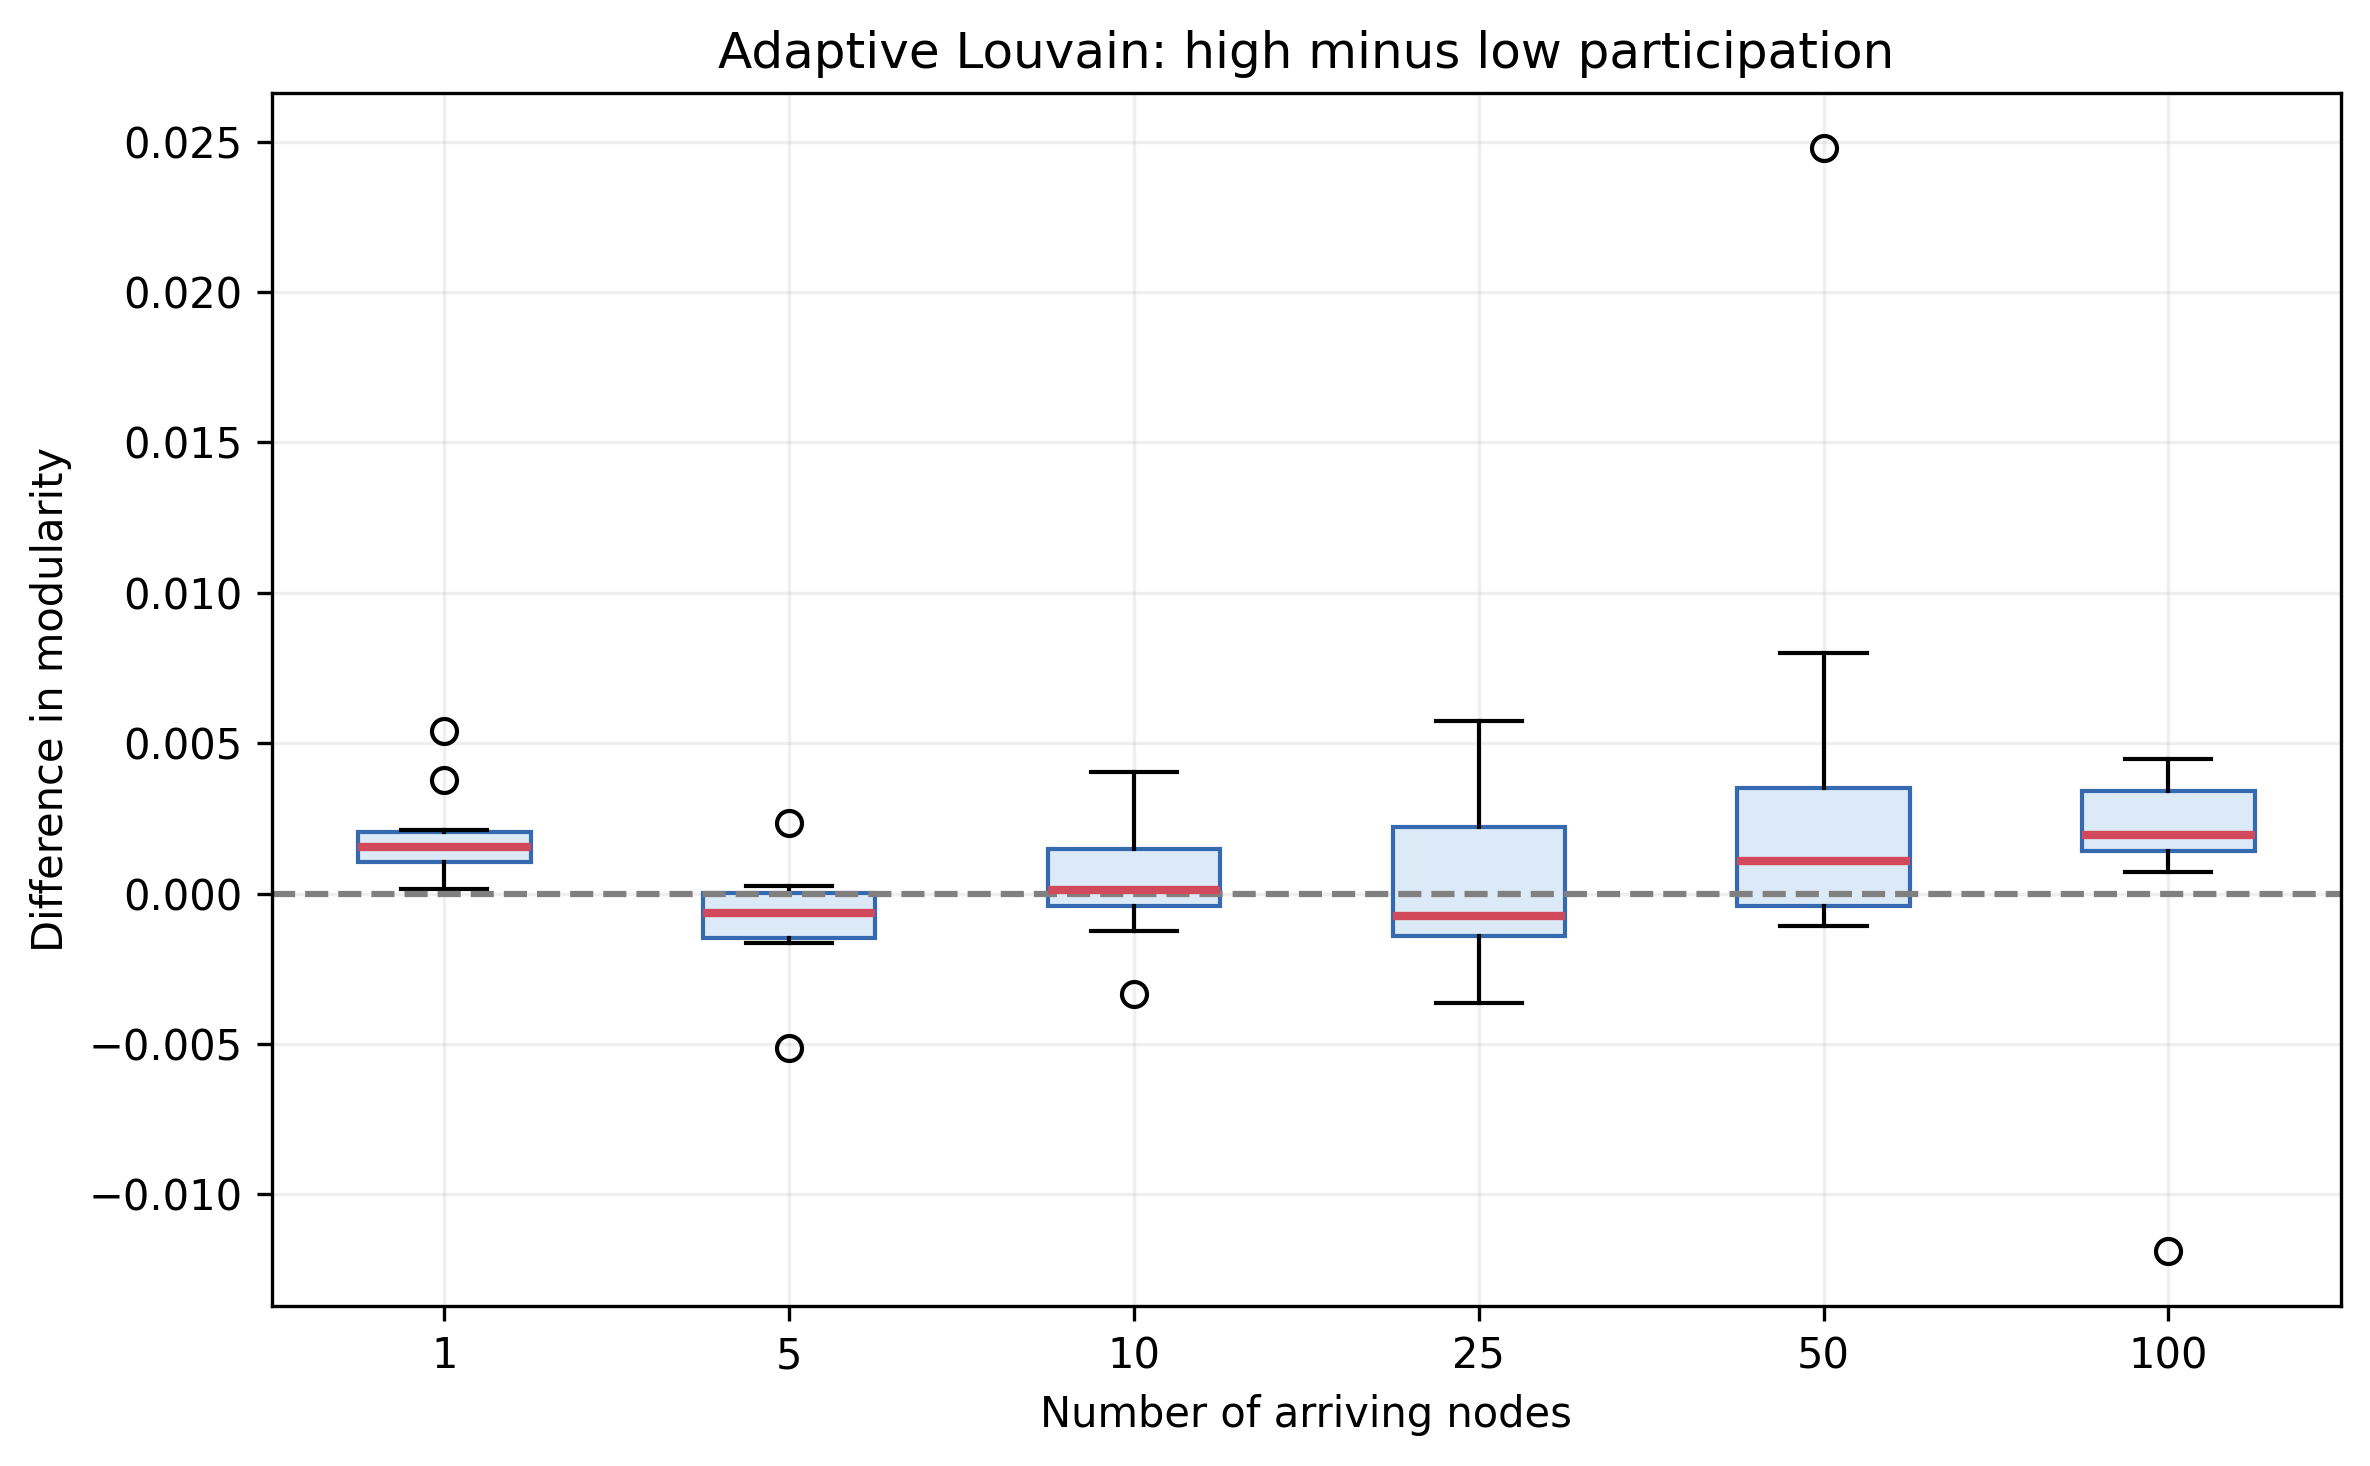 Adaptive Louvain: high minus low participation
Difference in modularity
0.025
0.020
0.015
0.010
0.005
0.000
−0.005
−0.010
1 5 10 25 50 100
Number of arriving nodes